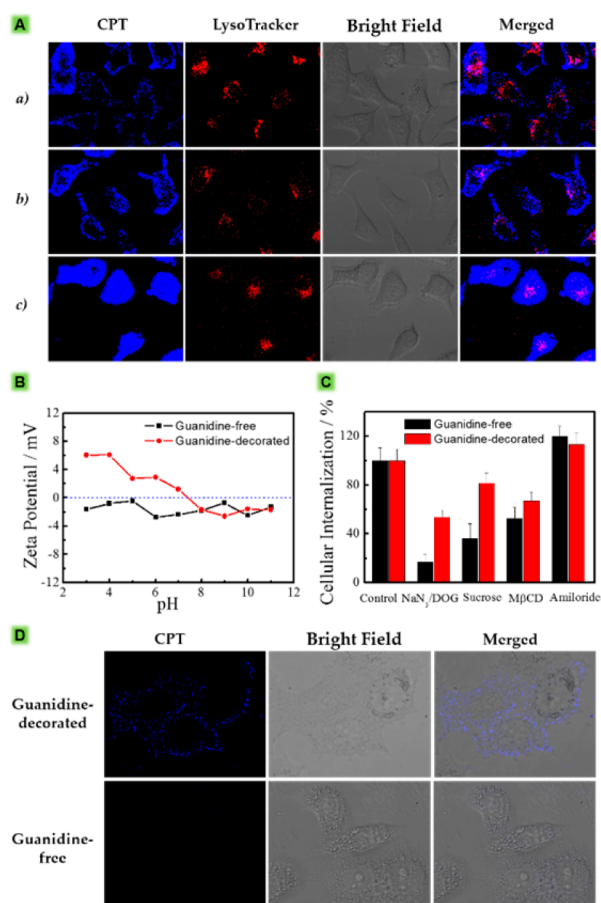 A
CPT LysoTracker Bright Field Merged
a)
b)
c)
B
Zeta Potential / mV
12
8
4
0
-4
-8
-12
Guanidine-free
Guanidine-decorated
2 4 6 8 10 12
pH
C
Cellular Internalization / %
120
80
40
0
Guanidine-free
Guanidine-decorated
Control NaN3/DOG Sucrose MβCD Amiloride
D
CPT Bright Field Merged
Guanidine-
decorated
Guanidine-
free